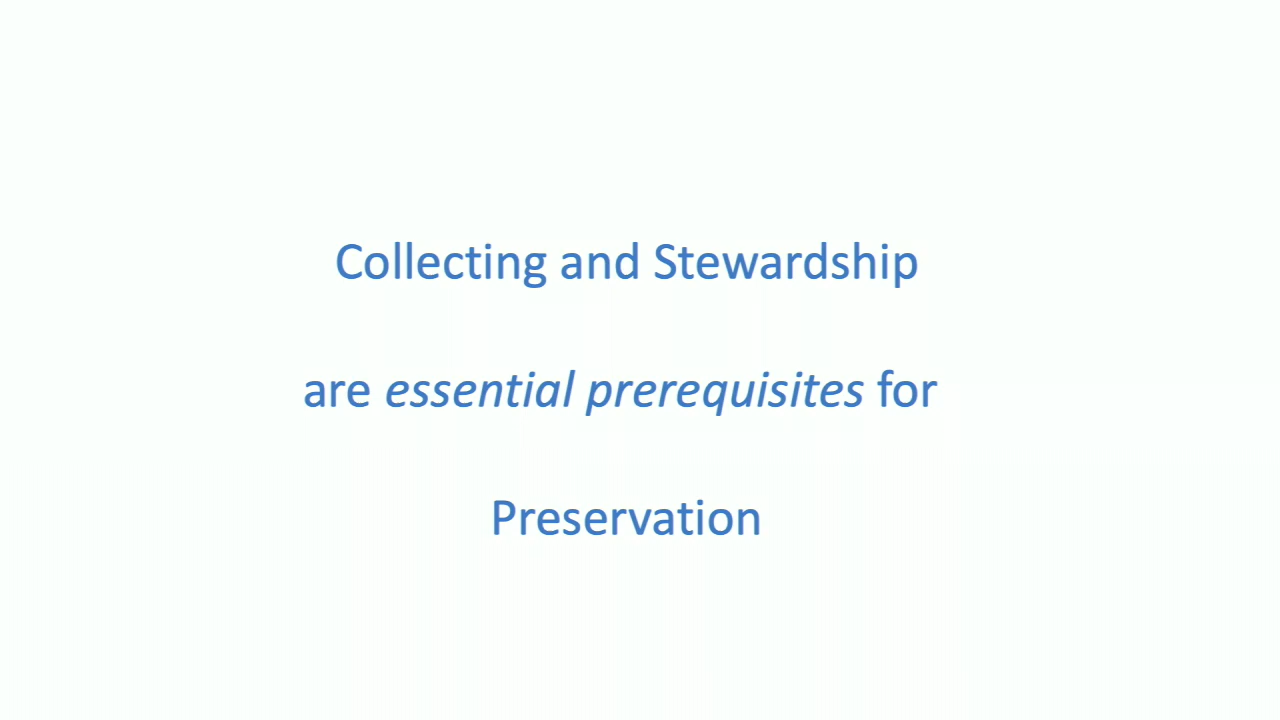 Collecting and Stewardship
are essential prerequisites for
Preservation